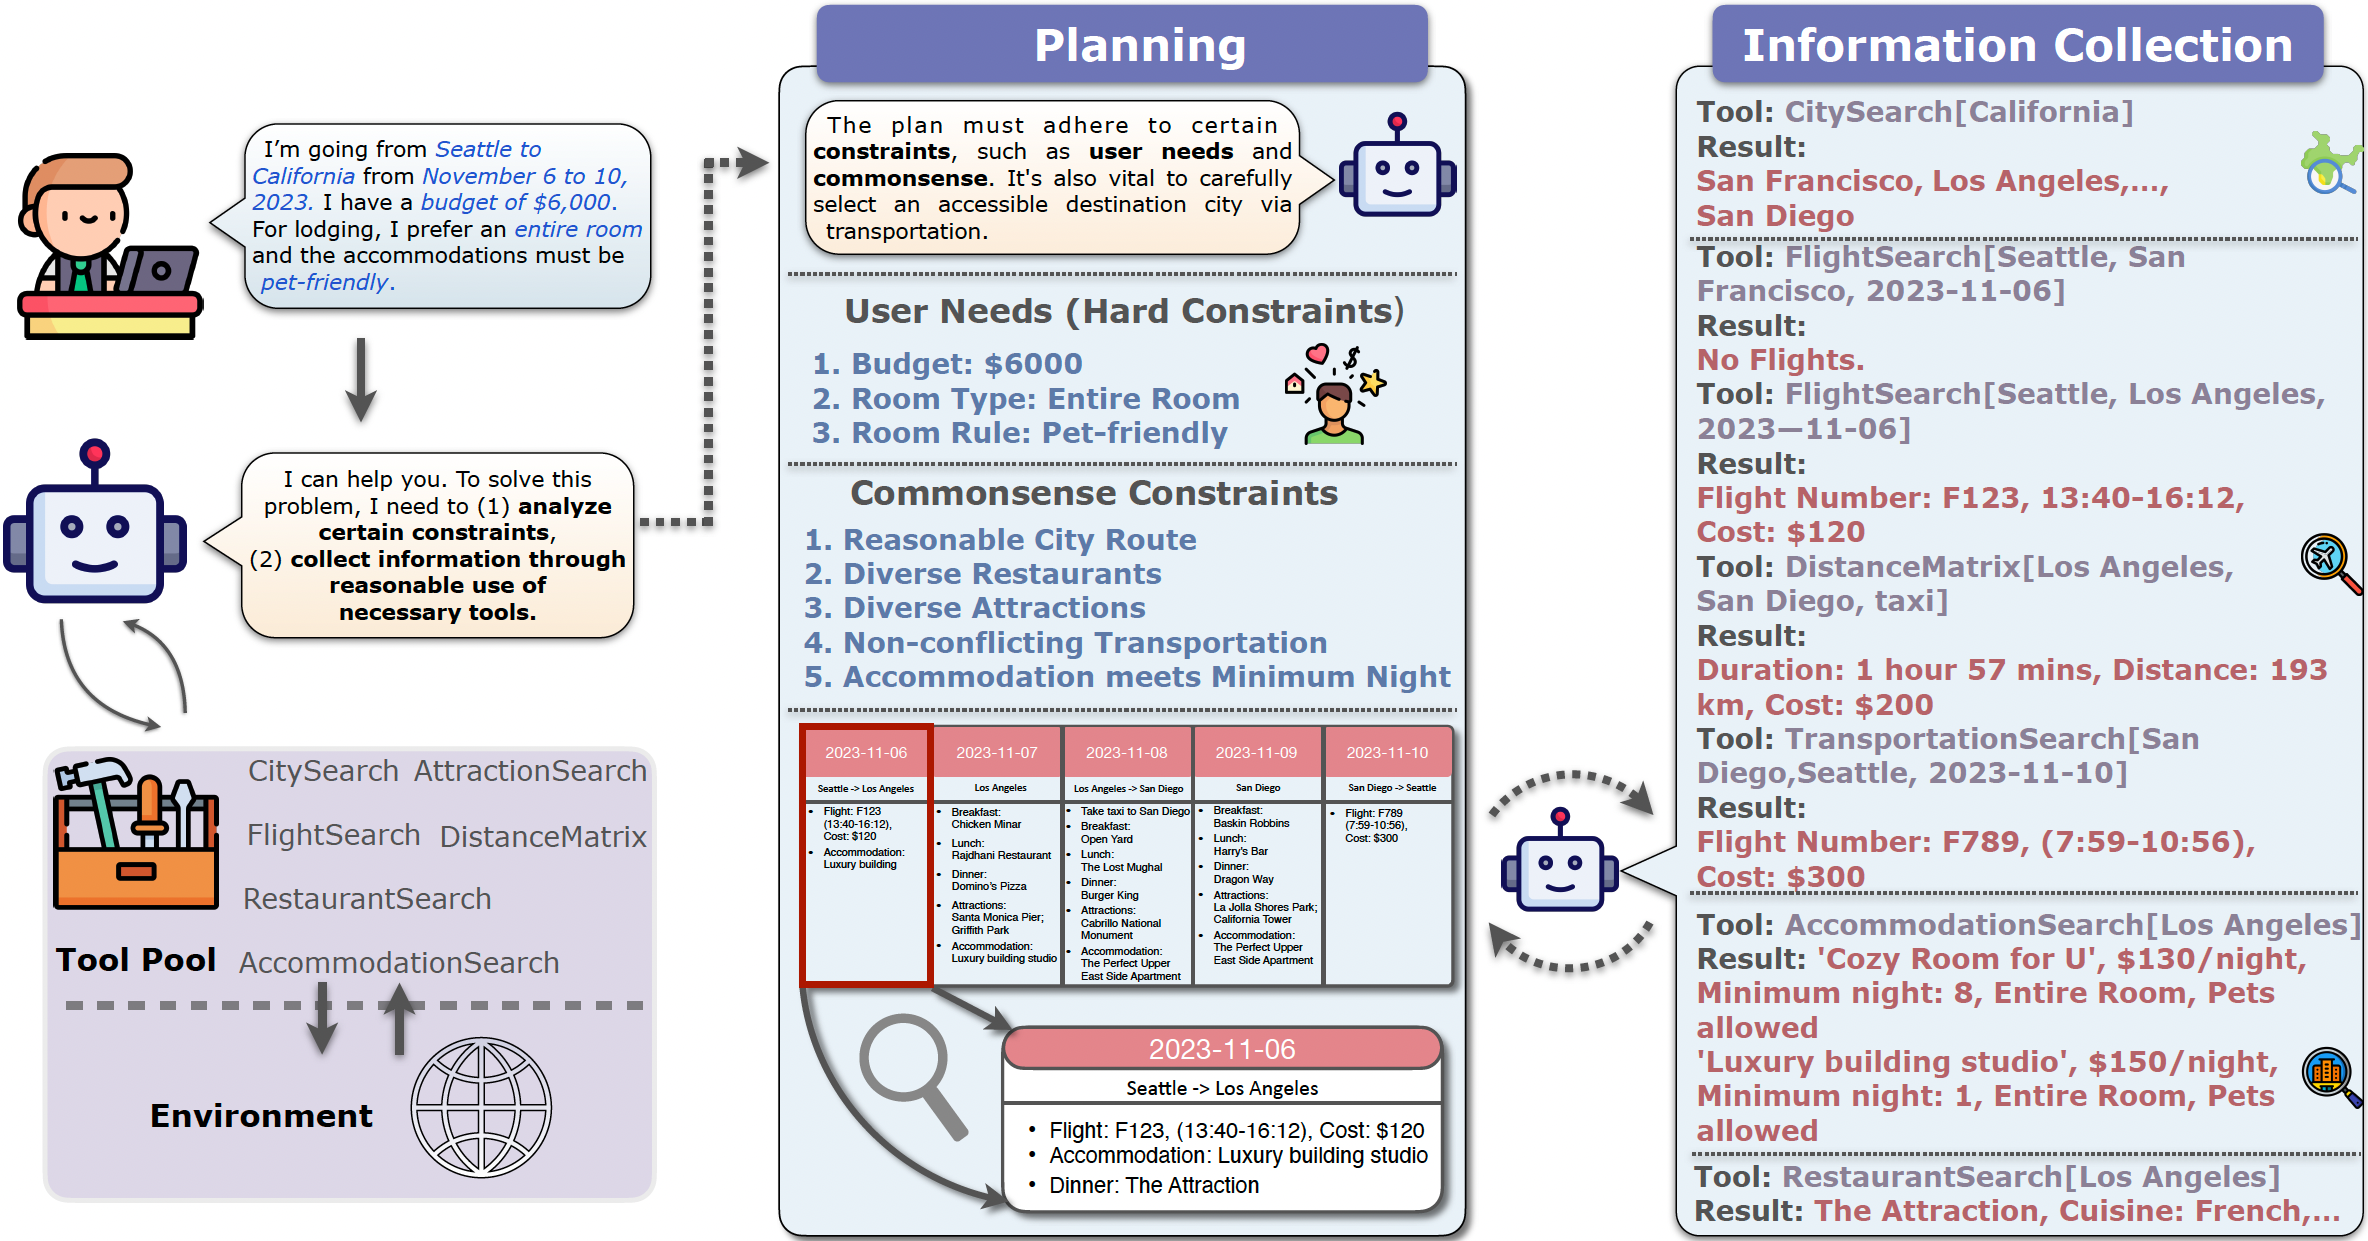 I'm going from Seattle to
California from November 6 to 10,
2023. I have a budget of $6,000.
For lodging, I prefer an entire room
and the accommodations must be
pet-friendly.
I can help you. To solve this
problem, I need to (1) analyze
certain constraints,
(2) collect information through
reasonable use of
necessary tools.
CitySearch AttractionSearch
FlightSearch DistanceMatrix
RestaurantSearch
Tool Pool AccommodationSearch
Environment
Planning
The plan must adhere to certain
constraints, such as user needs and
commonsense. It's also vital to carefully
select an accessible destination city via
transportation.
User Needs (Hard Constraints)
1. Budget: $6000
2. Room Type: Entire Room
3. Room Rule: Pet-friendly
Commonsense Constraints
1. Reasonable City Route
2. Diverse Restaurants
3. Diverse Attractions
4. Non-conflicting Transportation
5. Accommodation meets Minimum Night
2023-11-06
Seattle -> Los Angeles
• Flight: F123
(13:40-16:12),
Cost: $120
• Accommodation:
Luxury building
2023-11-07
Los Angeles
• Breakfast:
Chicken Minar
• Lunch:
Rajdhani Restaurant
• Dinner:
Domino's Pizza
• Attractions:
Santa Monica Pier;
Griffith Park
• Accommodation:
Luxury building studio
2023-11-08
Los Angeles -> San Diego
• Take taxi to San Diego
• Breakfast:
Open Yard
• Lunch:
The Lost Mughal
• Dinner:
Burger King
• Attractions:
Cabrillo National
Monument
• Accommodation:
The Perfect Upper
East Side Apartment
2023-11-09
San Diego
• Breakfast:
Baskin Robbins
• Lunch:
Harry's Bar
• Dinner:
Dragon Way
• Attractions:
La Jolla Shores Park;
California Tower
• Accommodation:
The Perfect Upper
East Side Apartment
2023-11-10
San Diego -> Seattle
• Flight: F789
(7:59-10:56),
Cost: $300
2023-11-06
Seattle -> Los Angeles
• Flight: F123, (13:40-16:12), Cost: $120
• Accommodation: Luxury building studio
• Dinner: The Attraction
Information Collection
Tool: CitySearch[California]
Result:
San Francisco, Los Angeles,...,
San Diego
Tool: FlightSearch[Seattle, San
Francisco, 2023-11-06]
Result:
No Flights.
Tool: FlightSearch[Seattle, Los Angeles,
2023—11-06]
Result:
Flight Number: F123, 13:40-16:12,
Cost: $120
Tool: DistanceMatrix[Los Angeles,
San Diego, taxi]
Result:
Duration: 1 hour 57 mins, Distance: 193
km, Cost: $200
Tool: TransportationSearch[San
Diego,Seattle, 2023-11-10]
Result:
Flight Number: F789, (7:59-10:56),
Cost: $300
Tool: AccommodationSearch[Los Angeles]
Result: 'Cozy Room for U', $130/night,
Minimum night: 8, Entire Room, Pets
allowed
'Luxury building studio', $150/night,
Minimum night: 1, Entire Room, Pets
allowed
Tool: RestaurantSearch[Los Angeles]
Result: The Attraction, Cuisine: French,...